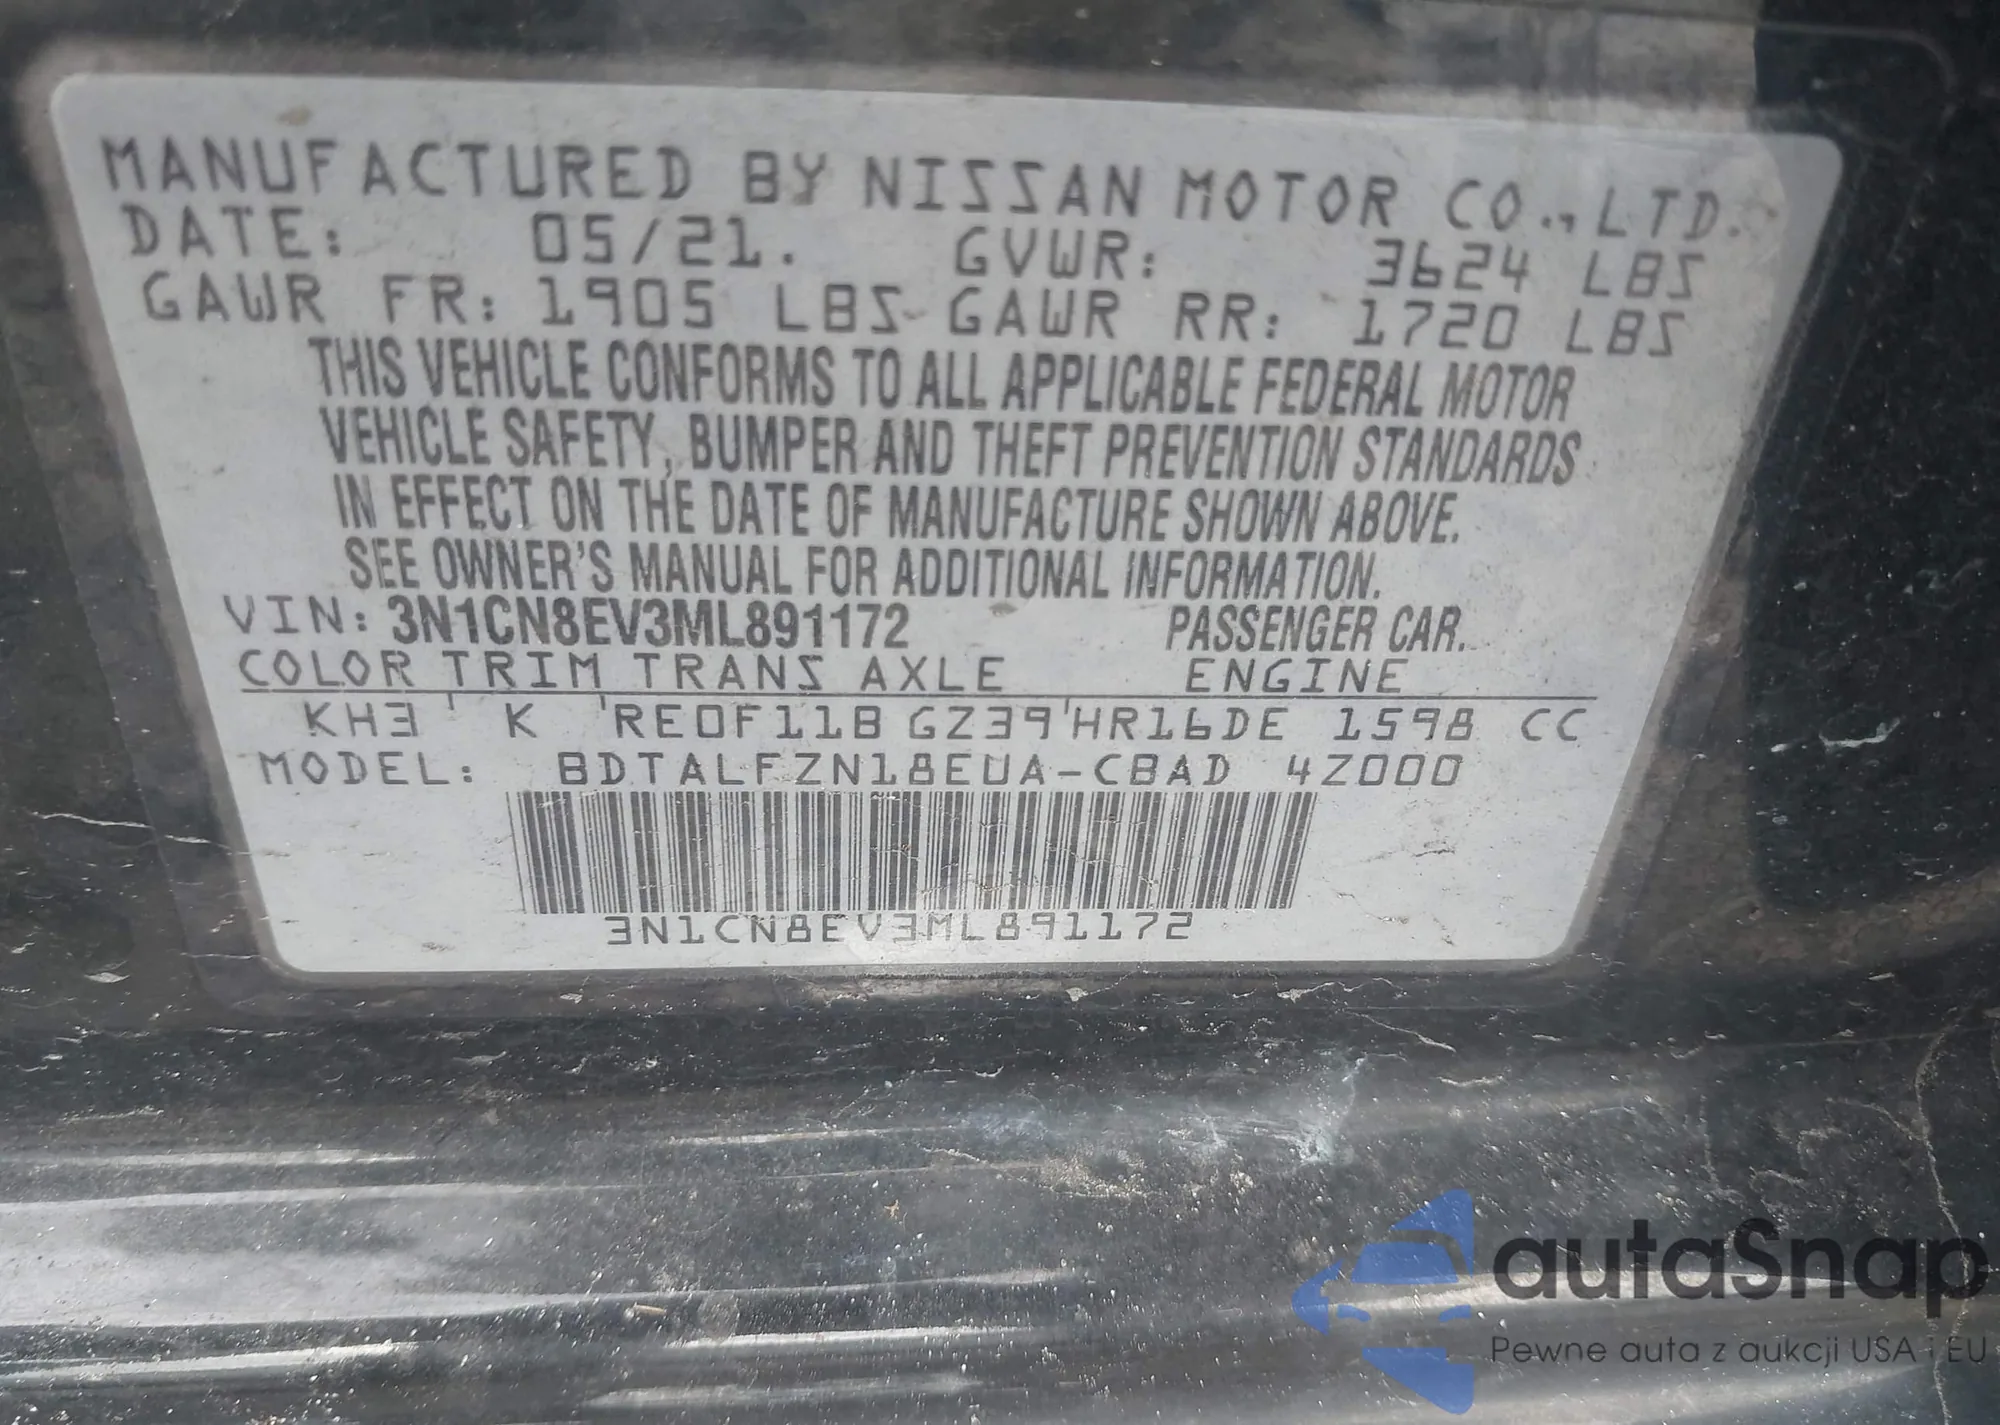 MANUFACTURED BY NISSAN MOTOR CO., LTD.
DATE: 05/21. GVWR: 3624 LBS
GAWR FR: 1905 LBS GAWR RR: 1720 LBS
THIS VEHICLE CONFORMS TO ALL APPLICABLE FEDERAL MOTOR
VEHICLE SAFETY, BUMPER AND THEFT PREVENTION STANDARDS
IN EFFECT ON THE DATE OF MANUFACTURE SHOWN ABOVE.
SEE OWNER'S MANUAL FOR ADDITIONAL INFORMATION.
VIN: 3N1CN8EV3ML891172 PASSENGER CAR.
COLOR TRIM TRANS AXLE ENGINE
KH3 K RE0F11B GZ39 HR16DE 1598 CC
MODEL: BDTALFZN18EUA-CBAD 4Z000
3N1CN8EV3ML891172
autaSnap
Pewne auta z aukcji USA i EU